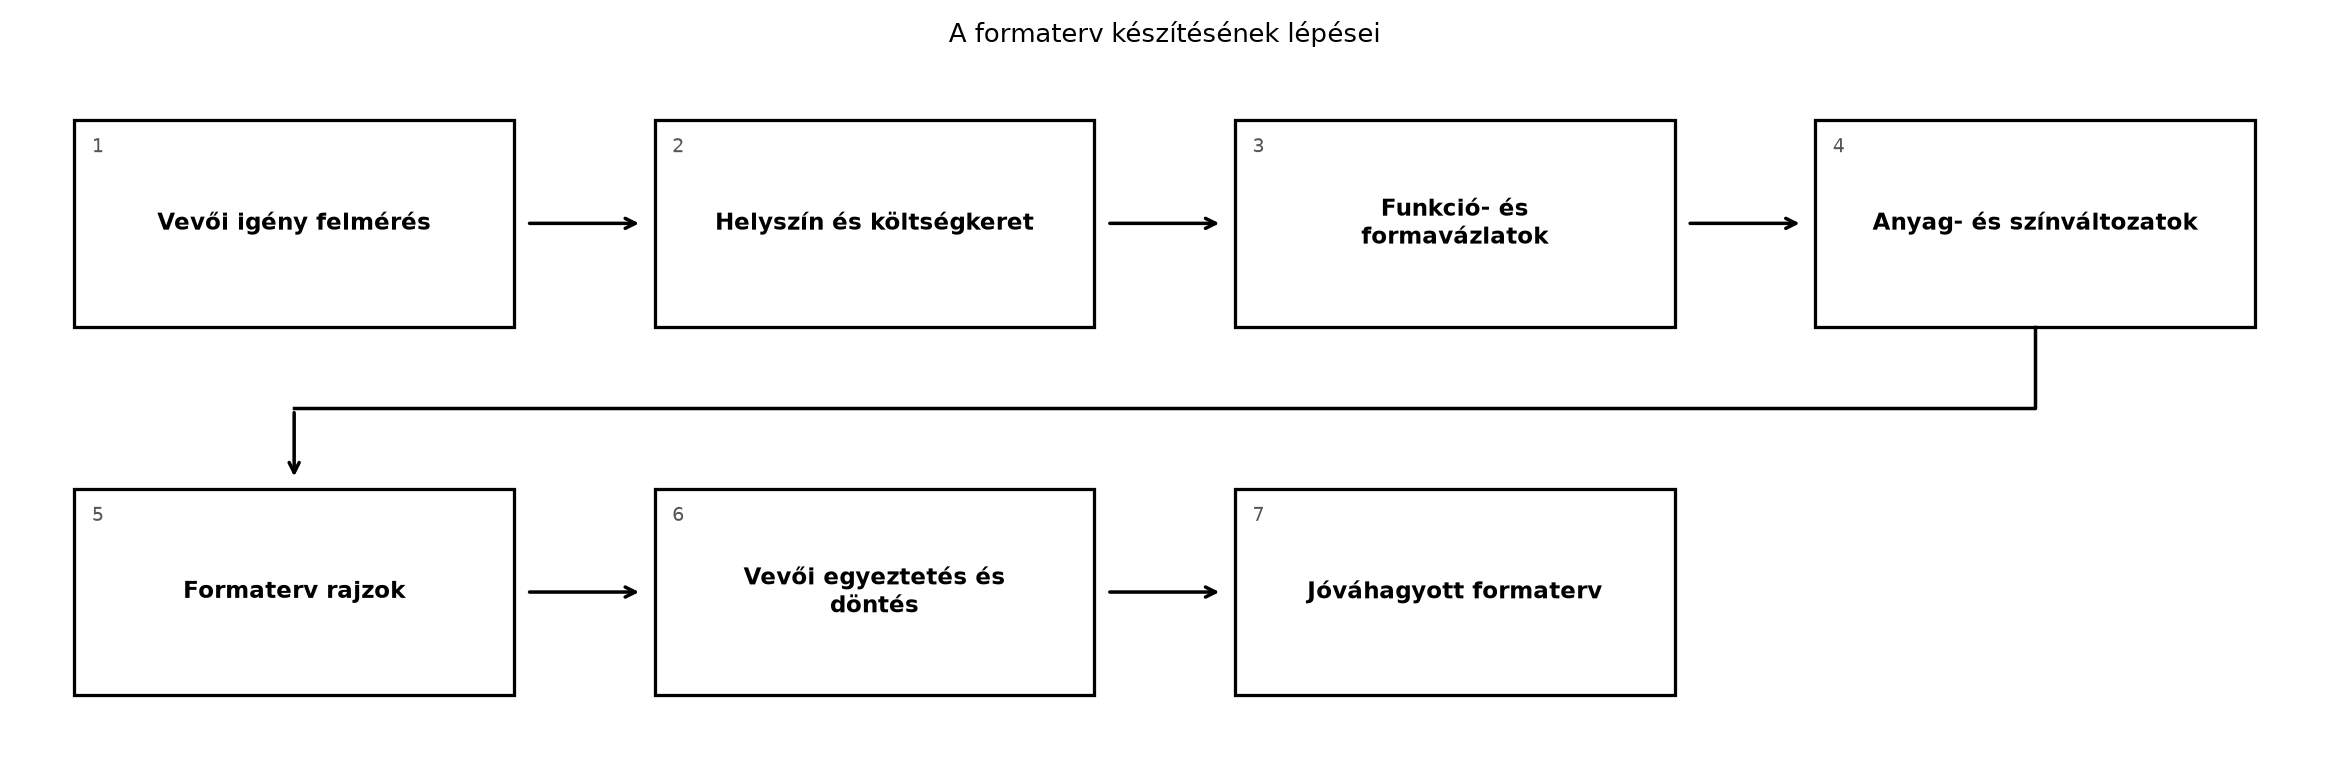 A formaterv készítésének lépései
1
Vevői igény felmérés
2
Helyszín és költségkeret
3
Funkció- és
formavázlatok
4
Anyag- és színváltozatok
5
Formaterv rajzok
6
Vevői egyeztetés és
döntés
7
Jóváhagyott formaterv